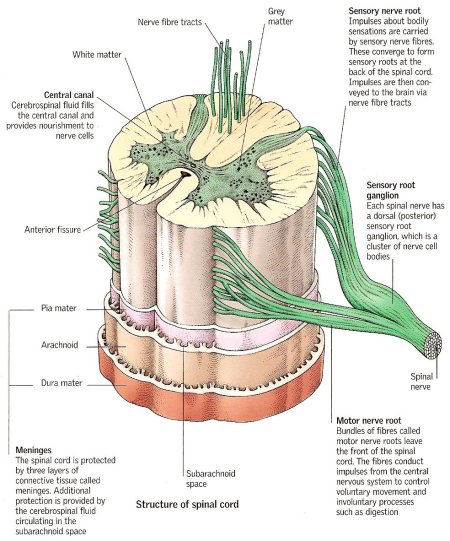 Nerve fibre tracts
Grey
matter
White matter
Sensory nerve root
Impulses about bodily
sensations are carried
by sensory nerve fibres.
These converge to form
sensory roots at the
back of the spinal cord.
Impulses are then con-
veyed to the brain via
nerve fibre tracts
Central canal
Cerebrospinal fluid fills
the central canal and
provides nourishment to
nerve cells
Sensory root
ganglion
Each spinal nerve has
a dorsal (posterior)
sensory root
ganglion, which is a
cluster of nerve cell
bodies
Anterior fissure
Pia mater
Arachnoid
Dura mater
Spinal
nerve
Meninges
The spinal cord is protected
by three layers of
connective tissue called
meninges. Additional
protection is provided by
the cerebrospinal fluid
circulating in the
subarachnoid space
Subarachnoid
space
Motor nerve root
Bundles of fibres called
motor nerve roots leave
the front of the spinal
cord. The fibres conduct
impulses from the central
nervous system to control
voluntary movement and
involuntary processes
such as digestion
Structure of spinal cord